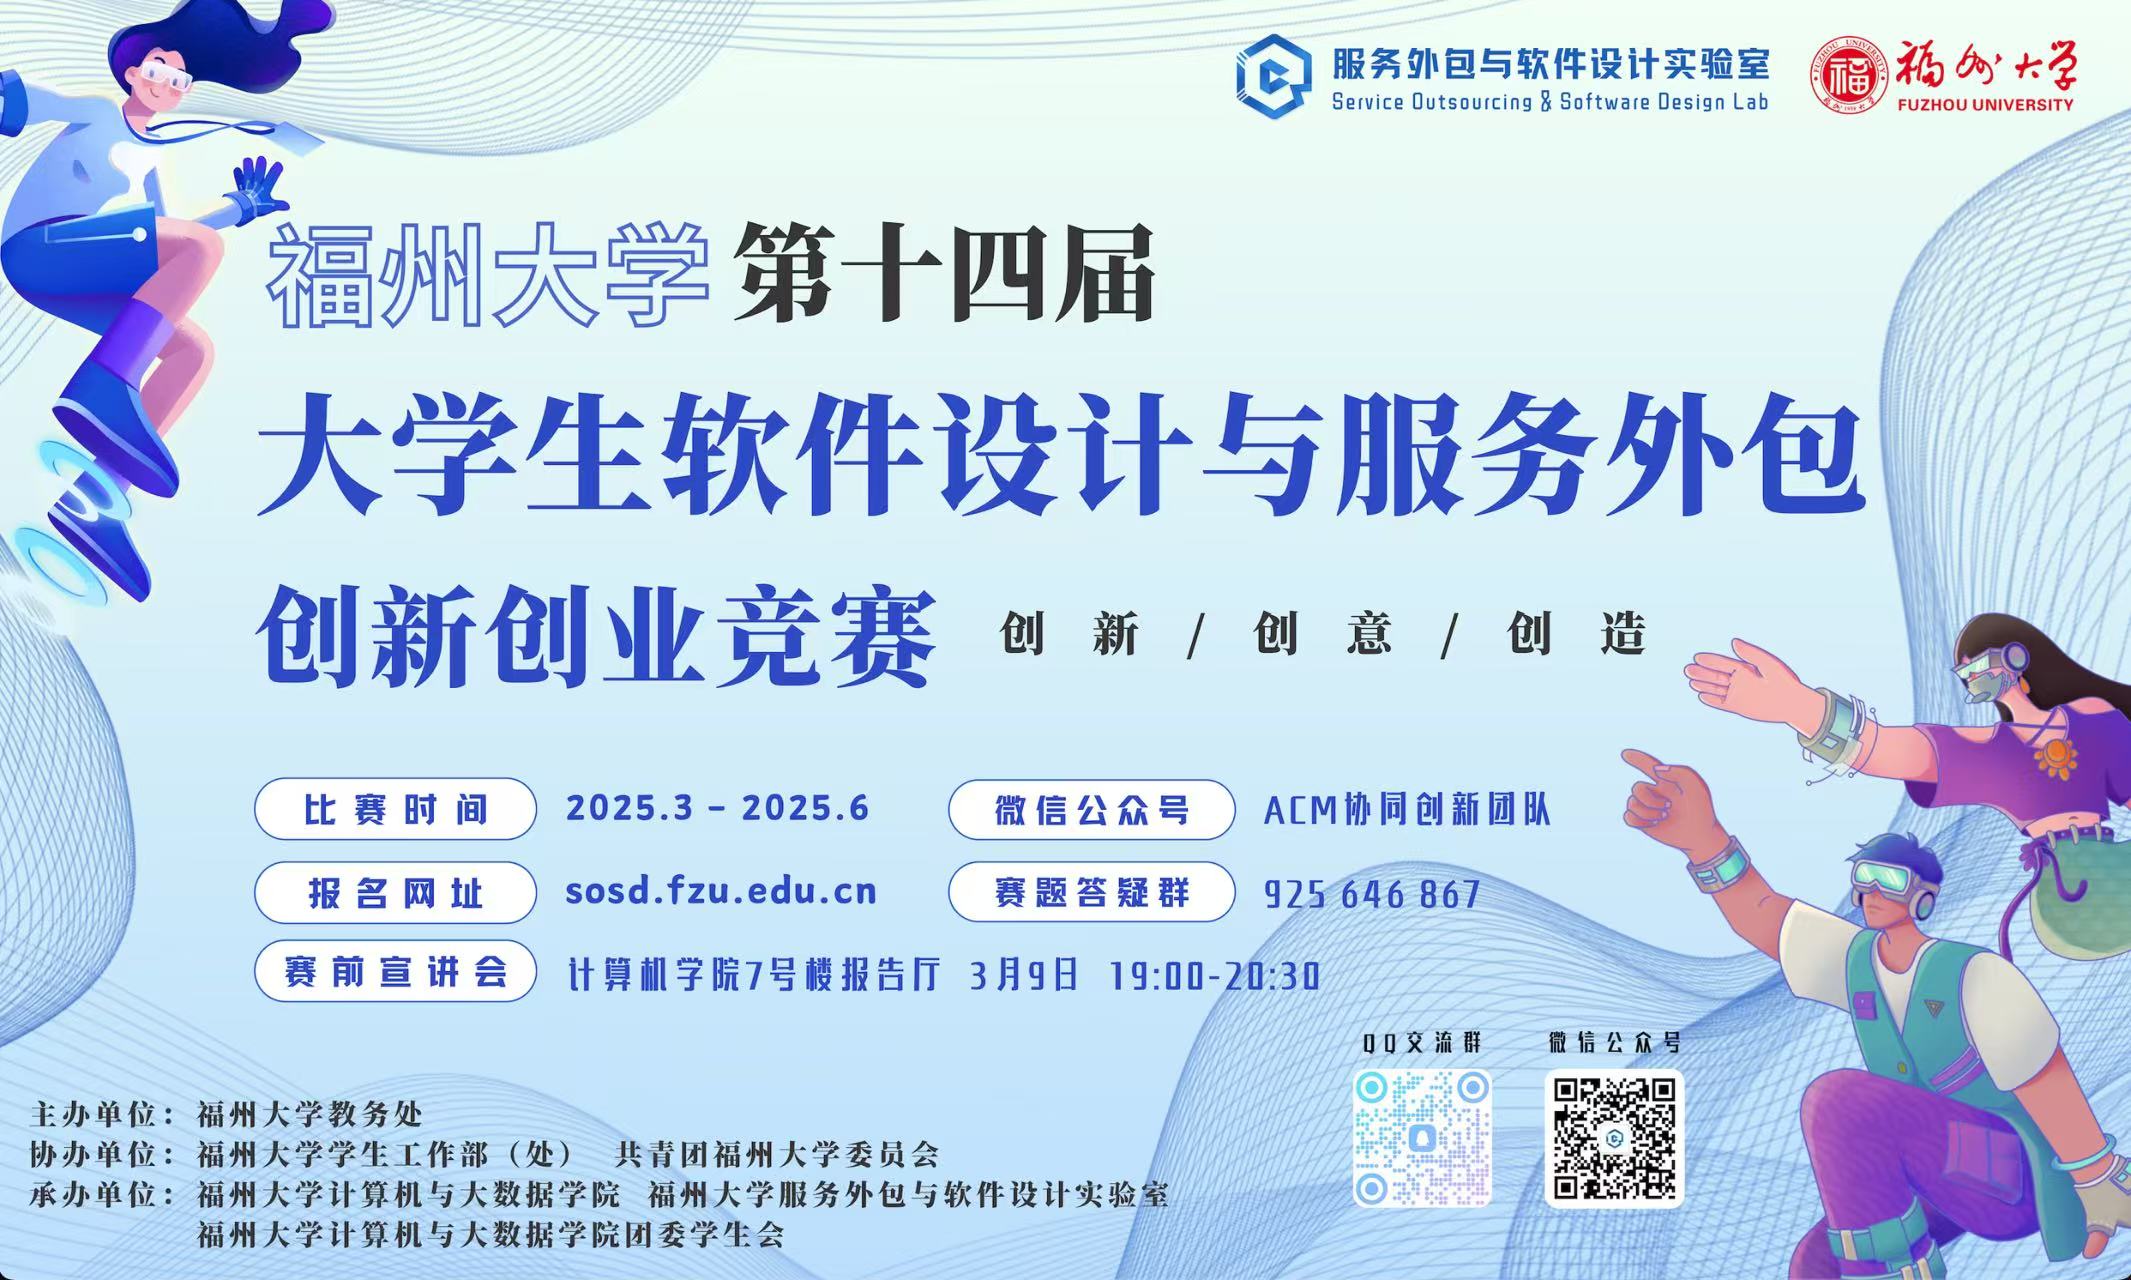 服务外包与软件设计实验室
Service Outsourcing & Software Design Lab
福州大学
FUZHOU UNIVERSITY
福州大学 第十四届
大学生软件设计与服务外包
创新创业竞赛 创新/创意/创造
比赛时间 2025.3 - 2025.6 微信公众号 ACM协同创新团队
报名网址 sosd.fzu.edu.cn 赛题答疑群 925 646 867
赛前宣讲会 计算机学院7号楼报告厅 3月9日 19:00-20:30
QQ交流群 微信公众号
主办单位：福州大学教务处
协办单位：福州大学学生工作部（处） 共青团福州大学委员会
承办单位：福州大学计算机与大数据学院 福州大学服务外包与软件设计实验室
福州大学计算机与大数据学院团委学生会